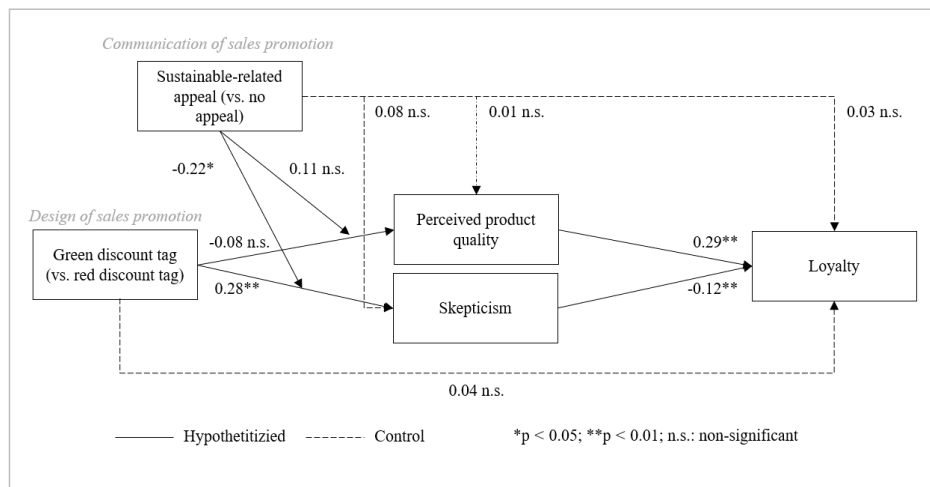 Communication of sales promotion
Sustainable-related
appeal (vs. no
appeal)
0.08 n.s.
0.01 n.s.
0.03 n.s.
-0.22*
0.11 n.s.
Design of sales promotion
Green discount tag
(vs. red discount tag)
-0.08 n.s.
0.28**
Perceived product
quality
Skepticism
0.29**
-0.12**
Loyalty
0.04 n.s.
Hypothetitizied
Control
*p < 0.05; **p < 0.01; n.s.: non-significant